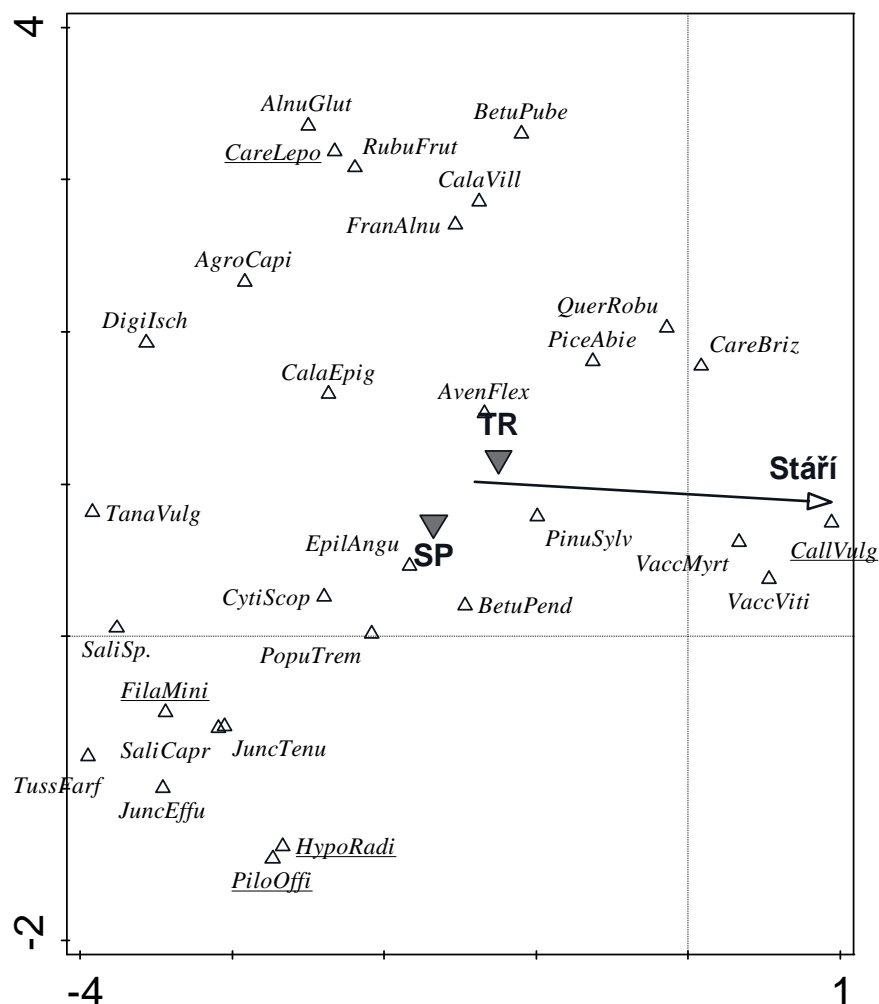 4
AlnuGlut
BetuPube
CareLepo
RubuFrut
CalaVill
FranAlnu
AgroCapi
DigiIsch
QuerRobu
PiceAbie
CareBriz
CalaEpig
AvenFlex
TR
Stáří
TanaVulg
EpilAngu
SP
PinuSylv
VaccMyrt
CallVulg
VaccViti
CytiScop
BetuPend
SaliSp.
PopuTrem
FilaMini
SaliCapr
JuncTenu
TussFarf
JuncEffu
HypoRadi
PiloOffi
-2
-4
1